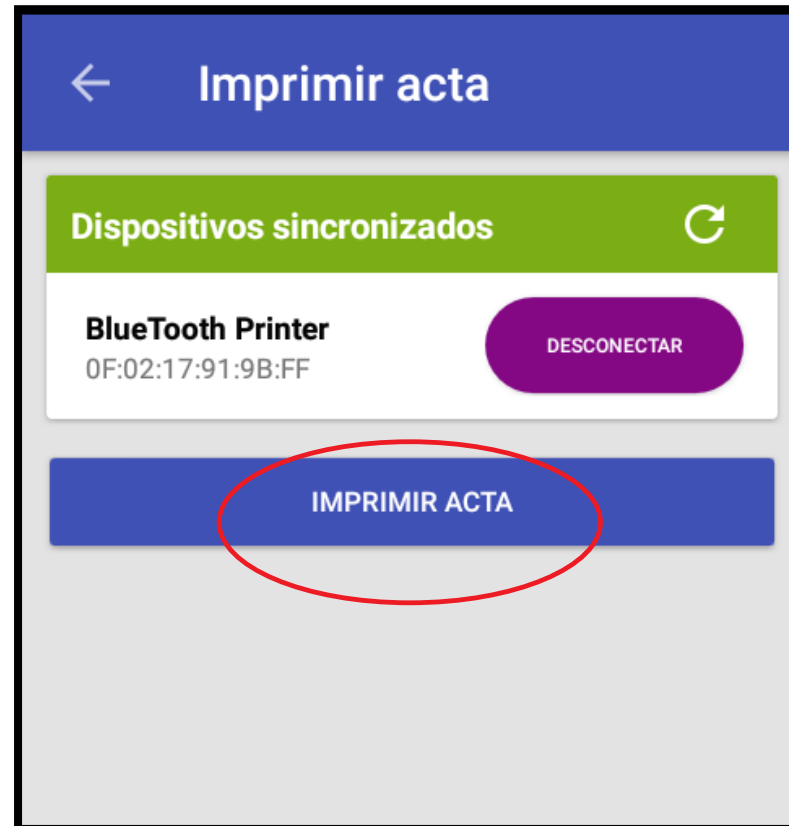 Imprimir acta
Dispositivos sincronizados
BlueTooth Printer
0F:02:17:91:9B:FF
DESCONECTAR
IMPRIMIR ACTA